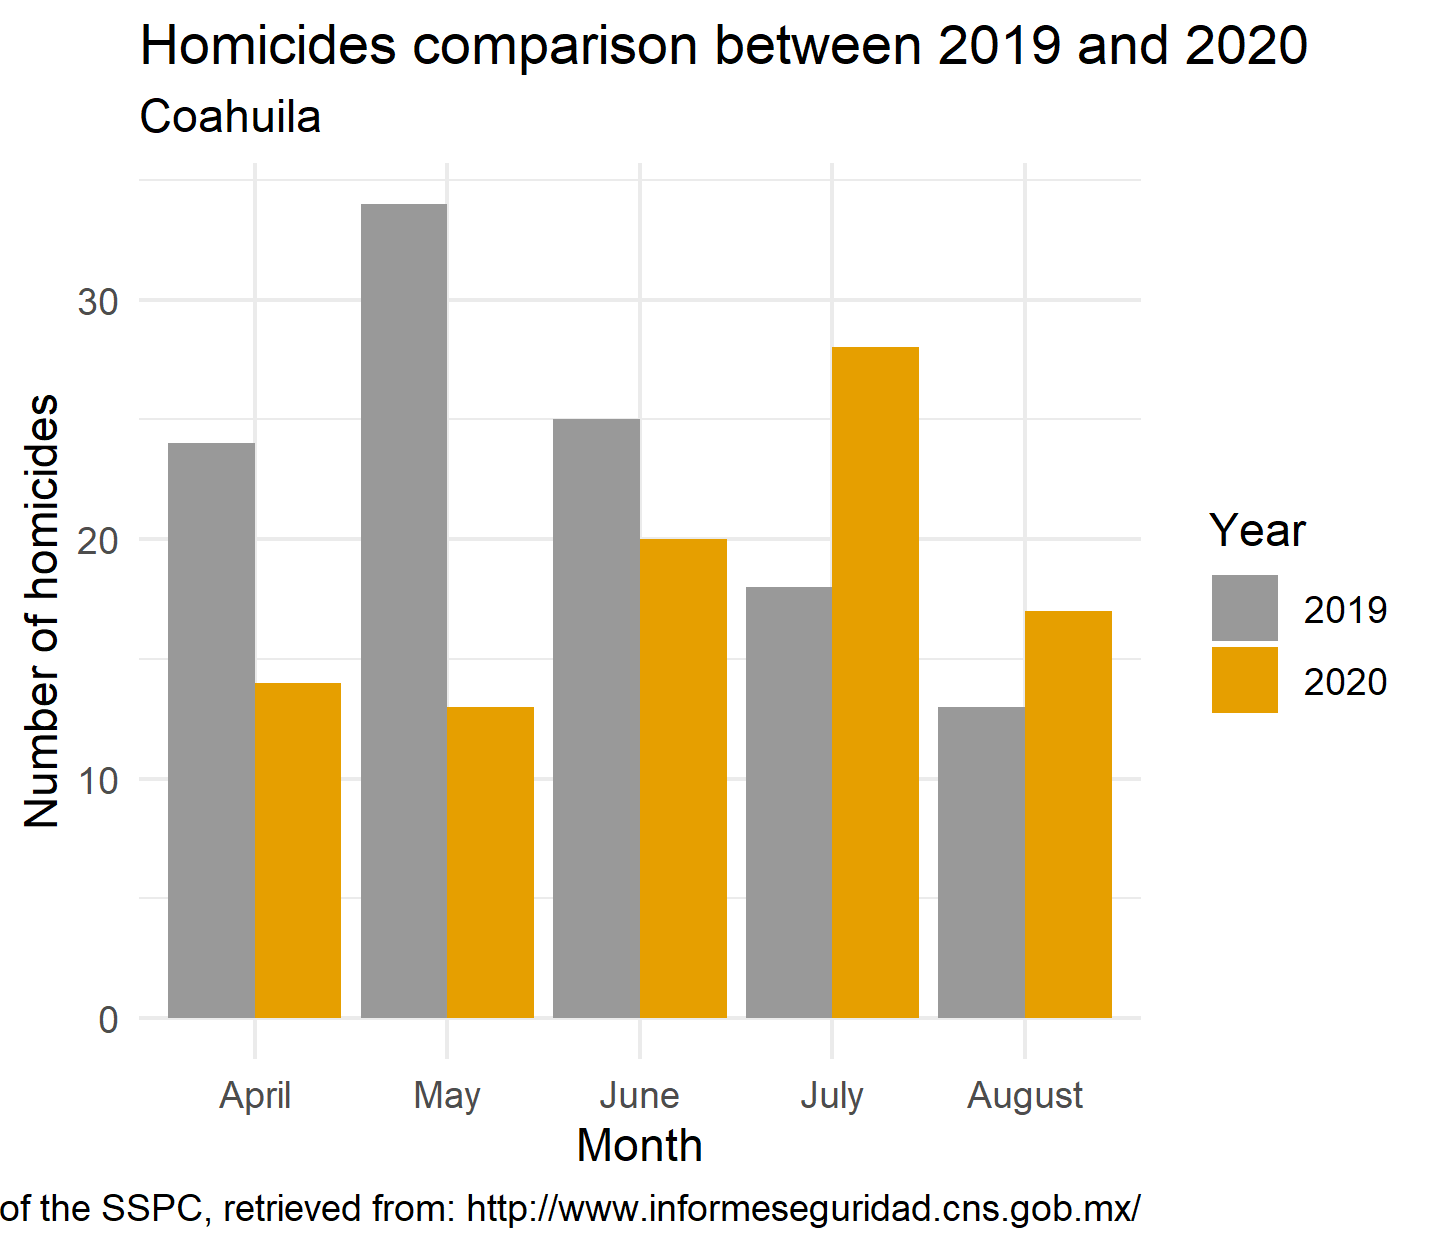 Homicides comparison between 2019 and 2020
Coahuila
Number of homicides
30
20
10
0
April May June July August
Month
Year
2019
2020
of the SSPC, retrieved from: http://www.informeseguridad.cns.gob.mx/